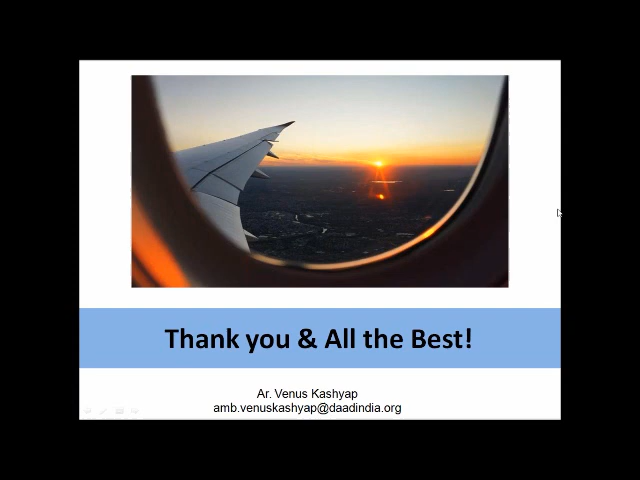 Thank you & All the Best!
Ar. Venus Kashyap
amb.venuskashyap@daadindia.org